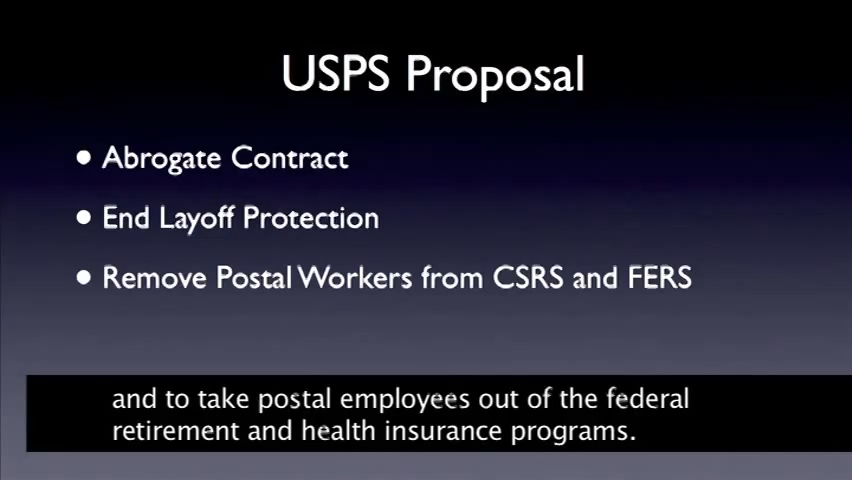 USPS Proposal
• Abrogate Contract
• End Layoff Protection
• Remove Postal Workers from CSRS and FERS
and to take postal employees out of the federal
retirement and health insurance programs.